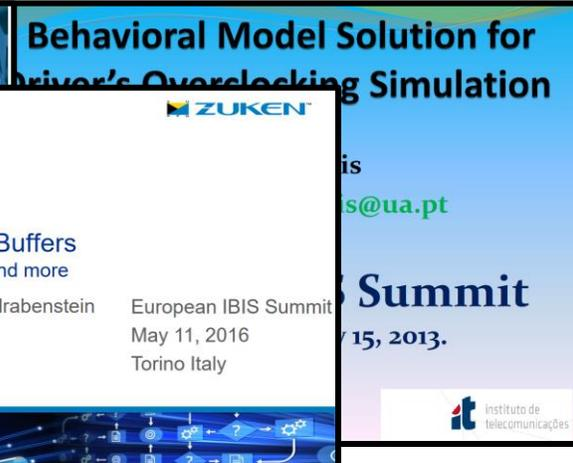 Behavioral Model Solution for
Driver's Overclocking Simulation
is
is@ua.pt
Summit
15, 2013.
instituto de
telecomunicações
ZUKEN
Buffers
nd more
drabenstein
European IBIS Summit
May 11, 2016
Torino Italy